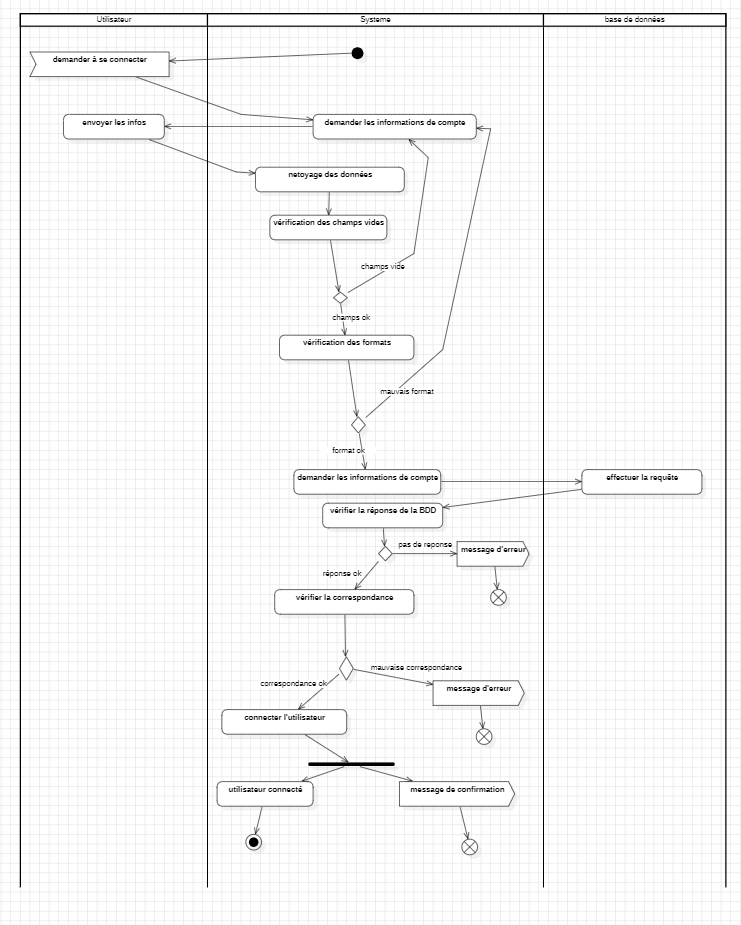 Utilisateur
Systeme
base de données
demander à se connecter
envoyer les infos
demander les informations de compte
netoyage des données
vérification des champs vides
champs vide
champs ok
vérification des formats
mauvais format
format ok
demander les informations de compte
effectuer la requête
vérifier la réponse de la BDD
pas de reponse
message d'erreur
réponse ok
vérifier la correspondance
mauvaise correspondance
correspondance ok
message d'erreur
connecter l'utilisateur
utilisateur connecté
message de confirmation